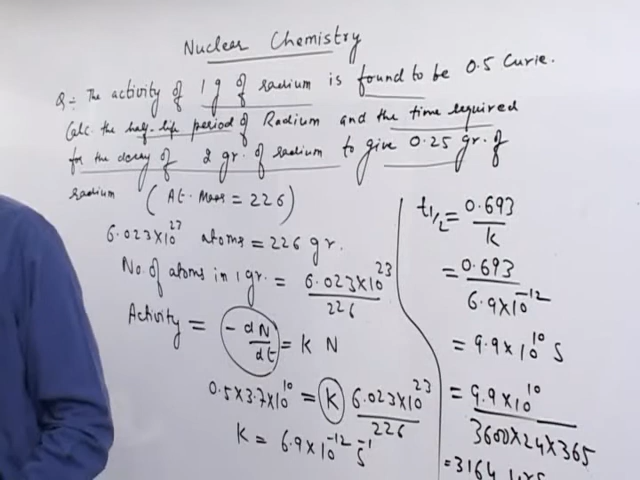 Nuclear Chemistry
Q:- The activity of 1 g of radium is found to be 0.5 Curie.
Calc. the half-life period of Radium and the time required
for the decay of 2 gr. of radium to give 0.25 gr. of
radium (At. Mass = 226)
6.023×10²³ atoms = 226 gr.
No. of atoms in 1 gr. = 6.023×10²³ / 226
Activity = -dN/dt = K N
0.5×3.7×10¹⁰ = K 6.023×10²³ / 226
K = 6.9×10⁻¹² s⁻¹
t1/2 = 0.693 / K
= 0.693 / 6.9×10⁻¹²
= 9.9×10¹⁰ s
= 9.9×10¹⁰ / 3600×24×365
= 3164 yrs